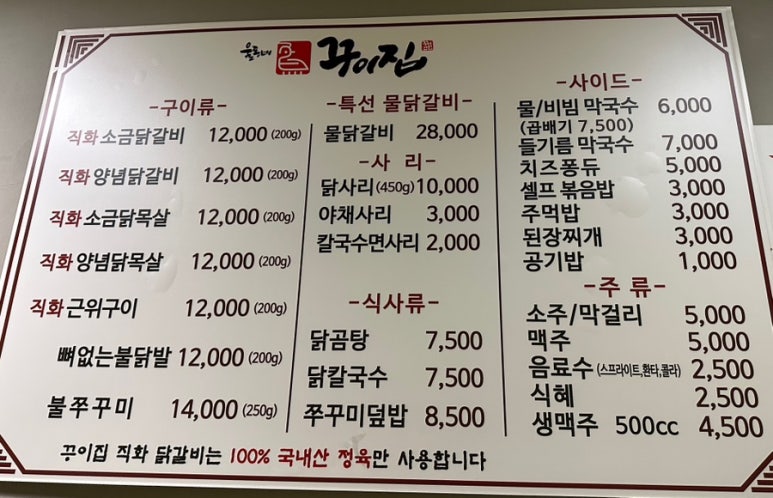 울루네 꾸이집
-구이류-
직화 소금닭갈비 12,000 (200g)
직화 양념닭갈비 12,000 (200g)
직화 소금닭목살 12,000 (200g)
직화 양념닭목살 12,000 (200g)
직화 근위구이 12,000 (200g)
뼈없는불닭발 12,000 (200g)
불쭈꾸미 14,000 (250g)
-특선 물닭갈비-
물닭갈비 28,000
-사 리-
닭사리(450g) 10,000
야채사리 3,000
칼국수면사리 2,000
-식사류-
닭곰탕 7,500
닭칼국수 7,500
쭈꾸미덮밥 8,500
-사이드-
물/비빔 막국수 6,000
(곱배기 7,500)
들기름 막국수 7,000
치즈퐁듀 5,000
셀프 볶음밥 3,000
주먹밥 3,000
된장찌개 3,000
공기밥 1,000
-주 류-
소주/막걸리 5,000
맥주 5,000
음료수 (스프라이트,환타,콜라) 2,500
식혜 2,500
생맥주 500cc 4,500
꾸이집 직화 닭갈비는 100% 국내산 정육만 사용합니다